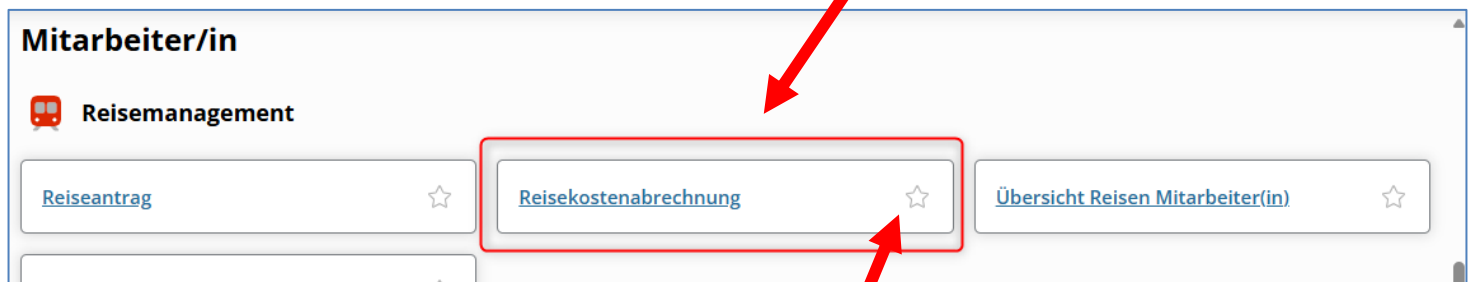 Mitarbeiter/in
Reisemanagement
Reiseantrag
Reisekostenabrechnung
Übersicht Reisen Mitarbeiter(in)